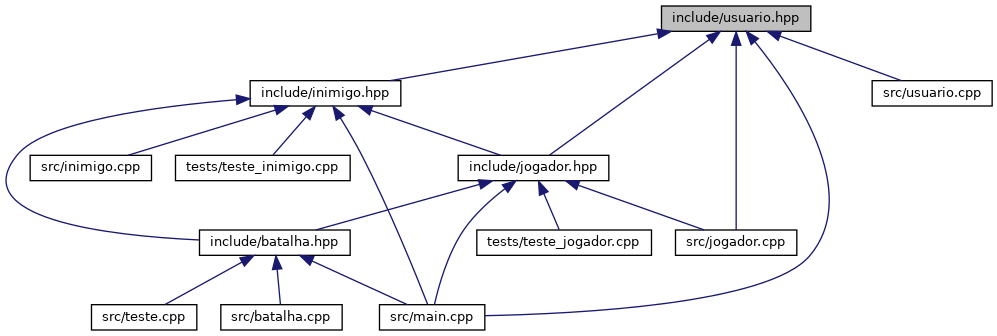 include/usuario.hpp
include/inimigo.hpp
src/usuario.cpp
src/inimigo.cpp
tests/teste_inimigo.cpp
include/jogador.hpp
include/batalha.hpp
tests/teste_jogador.cpp
src/jogador.cpp
src/teste.cpp
src/batalha.cpp
src/main.cpp